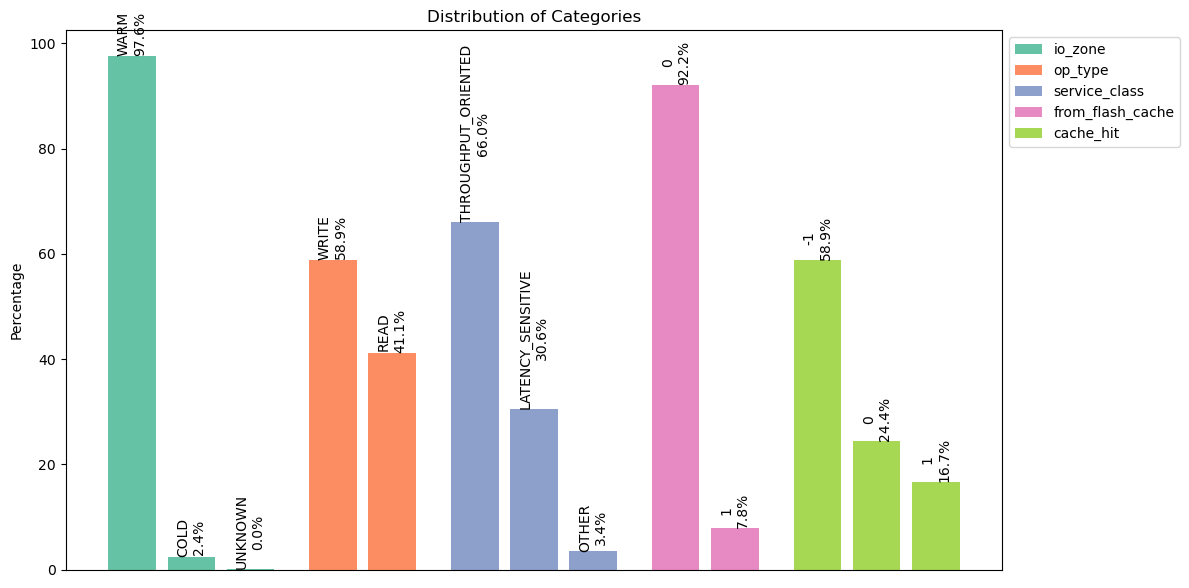 Distribution of Categories
Percentage
100
80
60
40
20
0
WARM
97.6%
COLD
2.4%
UNKNOWN
0.0%
WRITE
58.9%
READ
41.1%
THROUGHPUT_ORIENTED
66.0%
LATENCY_SENSITIVE
30.6%
OTHER
3.4%
0
92.2%
1
7.8%
-1
58.9%
0
24.4%
1
16.7%
io_zone
op_type
service_class
from_flash_cache
cache_hit